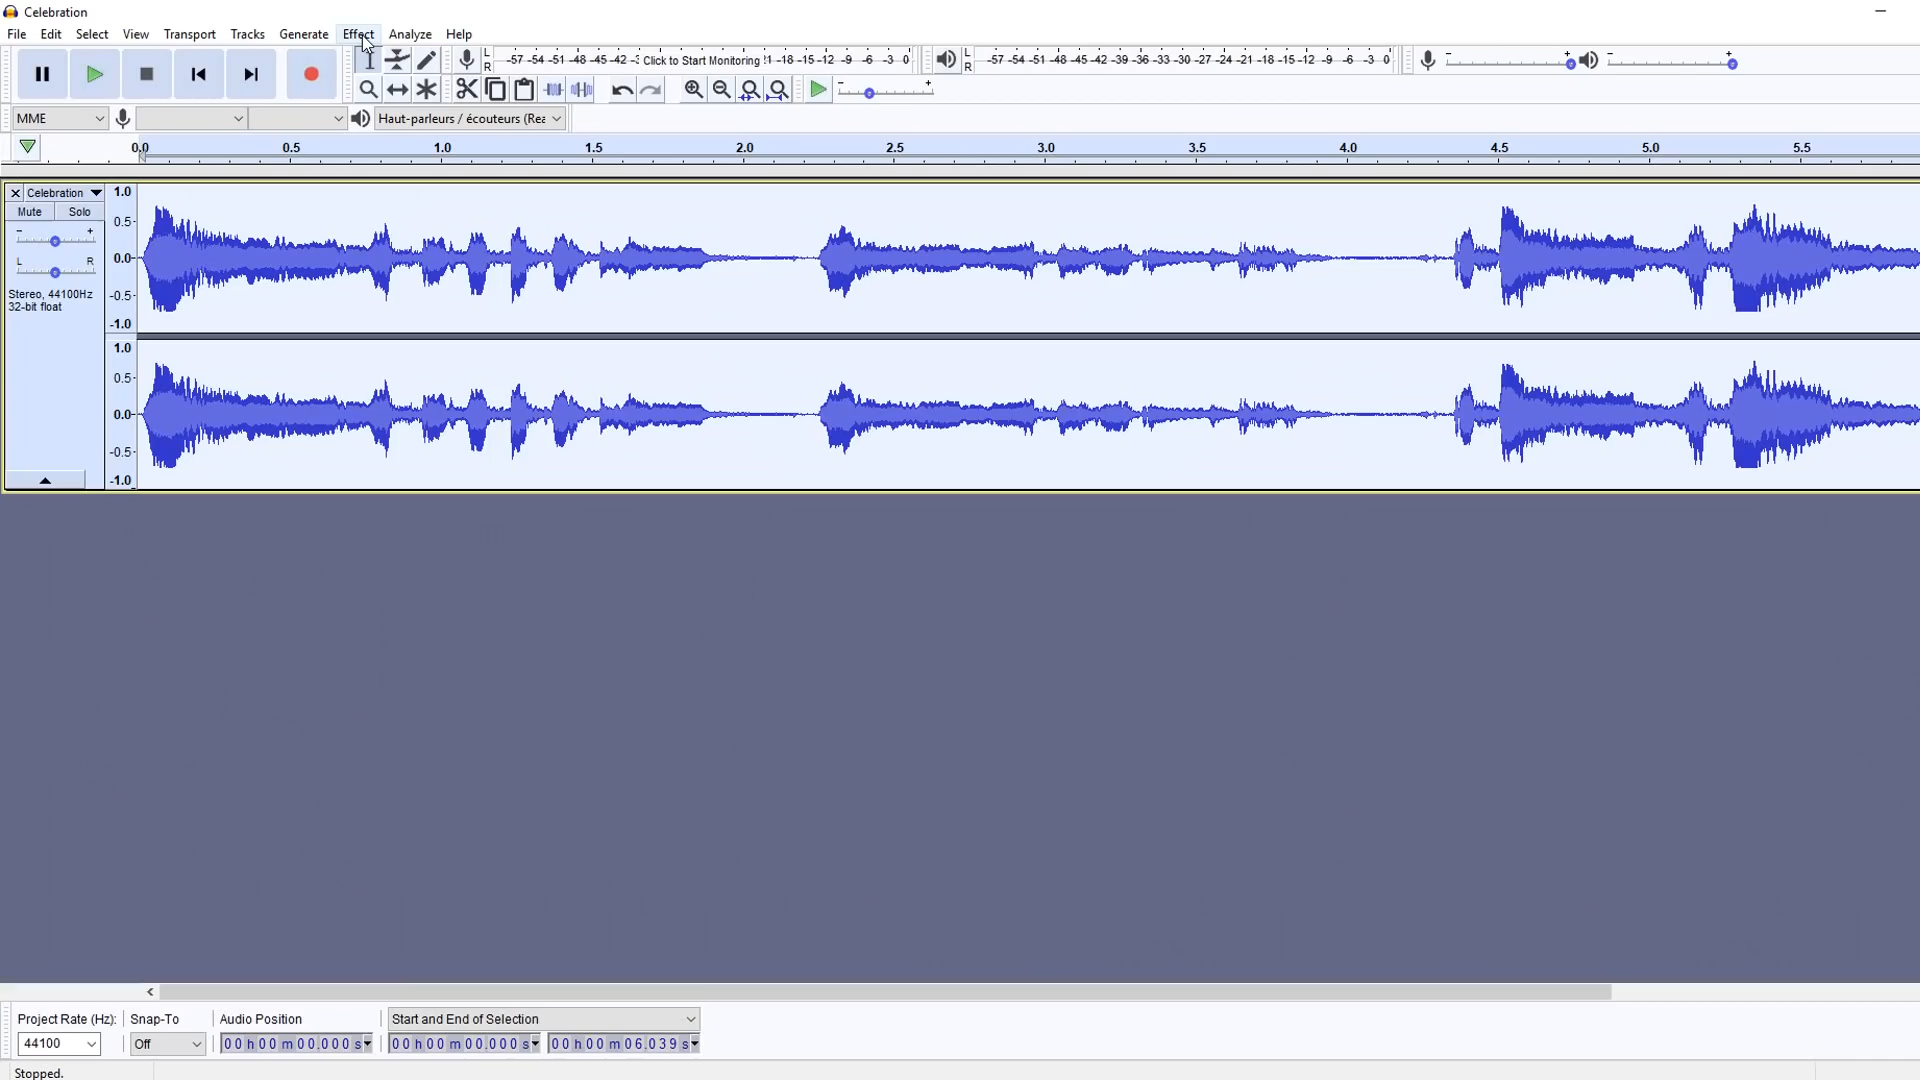 Celebration
File Edit Select View Transport Tracks Generate Effect Analyze Help
L -57 -54 -51 -48 -45 -42 -3 Click to Start Monitoring !1 -18 -15 -12 -9 -6 -3 0
R
L -57 -54 -51 -48 -45 -42 -39 -36 -33 -30 -27 -24 -21 -18 -15 -12 -9 -6 -3 0
R
- +
- +
- +
MME Haut-parleurs / écouteurs (Rea
0.0 0.5 1.0 1.5 2.0 2.5 3.0 3.5 4.0 4.5 5.0 5.5
Celebration
Mute Solo
- +
L R
Stereo, 44100Hz
32-bit float
1.0
0.5-
0.0-
-0.5-
-1.0
1.0
0.5-
0.0-
-0.5-
-1.0
Project Rate (Hz): Snap-To Audio Position Start and End of Selection
44100 Off 00 h 00 m 00.000 s 00 h 00 m 00.000 s 00 h 00 m 06.039 s
Stopped.